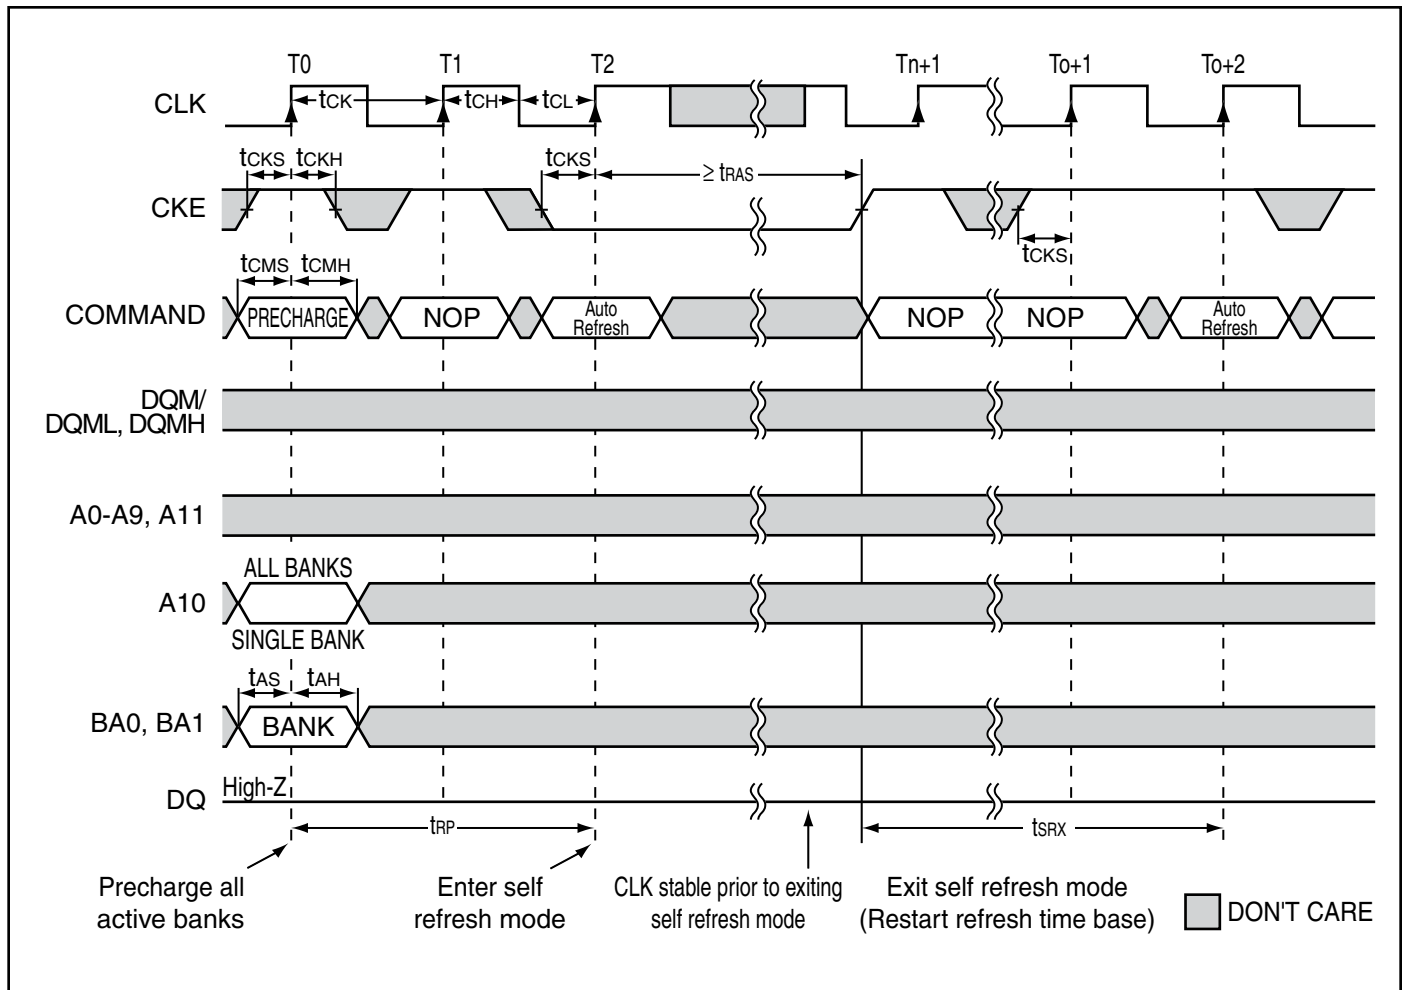 T0 T1 T2 Tn+1 To+1 To+2
CLK tCK tCH tCL
tCKS tCKH tCKS ≥ tRAS
CKE
tCKS
tCMS tCMH
COMMAND PRECHARGE NOP Auto Refresh NOP NOP Auto Refresh
DQM/
DQML, DQMH
A0-A9, A11
ALL BANKS
A10
SINGLE BANK
tAS tAH
BA0, BA1 BANK
DQ High-Z
tRP tSRX
Precharge all
active banks
Enter self
refresh mode
CLK stable prior to exiting
self refresh mode
Exit self refresh mode
(Restart refresh time base)
DON'T CARE